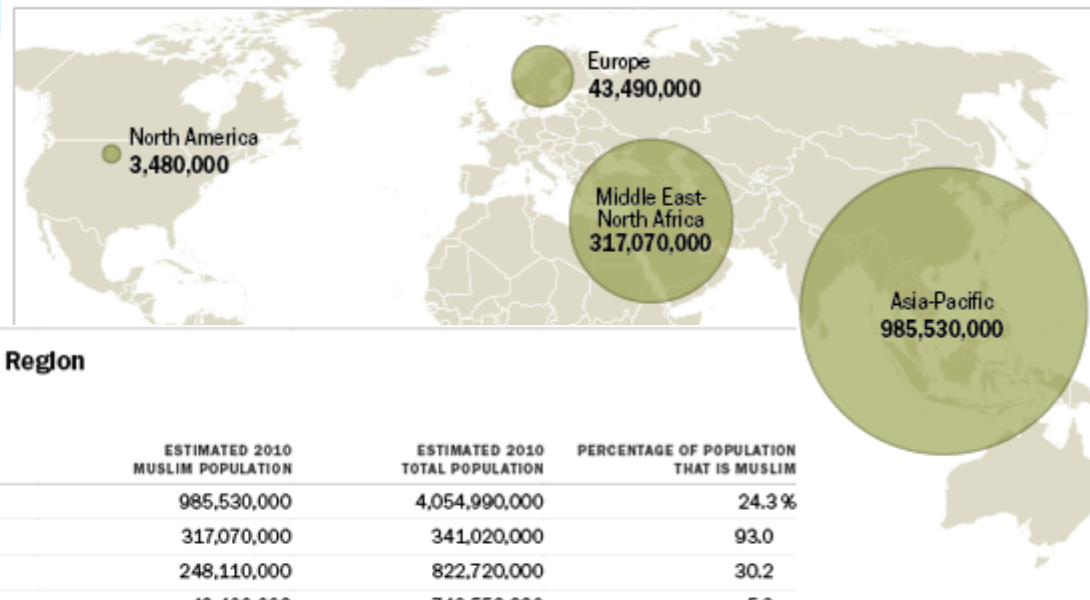 Europe
43,490,000
North America
3,480,000
Middle East-
North Africa
317,070,000
Asia-Pacific
985,530,000
Region
ESTIMATED 2010
MUSLIM POPULATION
ESTIMATED 2010
TOTAL POPULATION
PERCENTAGE OF POPULATION
THAT IS MUSLIM
985,530,000 4,054,990,000 24.3%
317,070,000 341,020,000 93.0
248,110,000 822,720,000 30.2